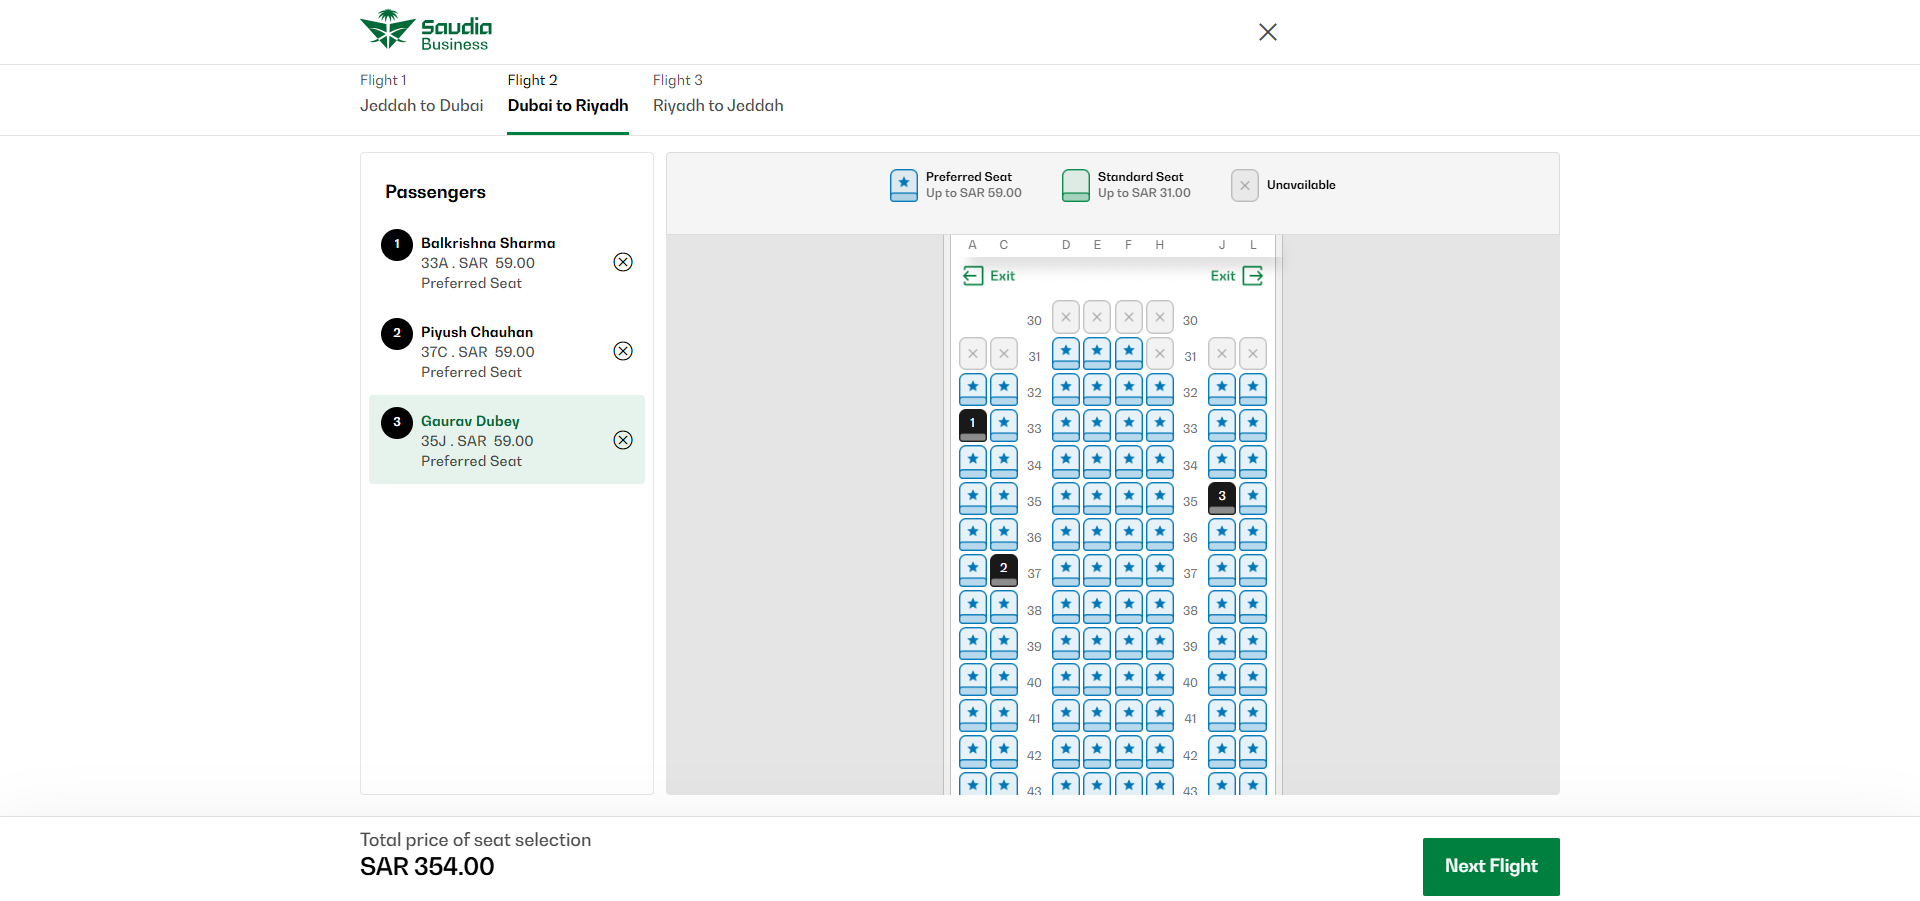 Saudia
Business
Flight 1
Jeddah to Dubai
Flight 2
Dubai to Riyadh
Flight 3
Riyadh to Jeddah
Passengers
1
Balkrishna Sharma
33A . SAR 59.00
Preferred Seat
2
Piyush Chauhan
37C . SAR 59.00
Preferred Seat
3
Gaurav Dubey
35J . SAR 59.00
Preferred Seat
Preferred Seat
Up to SAR 59.00
Standard Seat
Up to SAR 31.00
Unavailable
A C D E F H J L
Exit Exit
30 30
31 31
32 32
1 33 33
34 34
35 3 35
36 36
2 37 37
38 38
39 39
40 40
41 41
42 42
43 43
Total price of seat selection
SAR 354.00
Next Flight